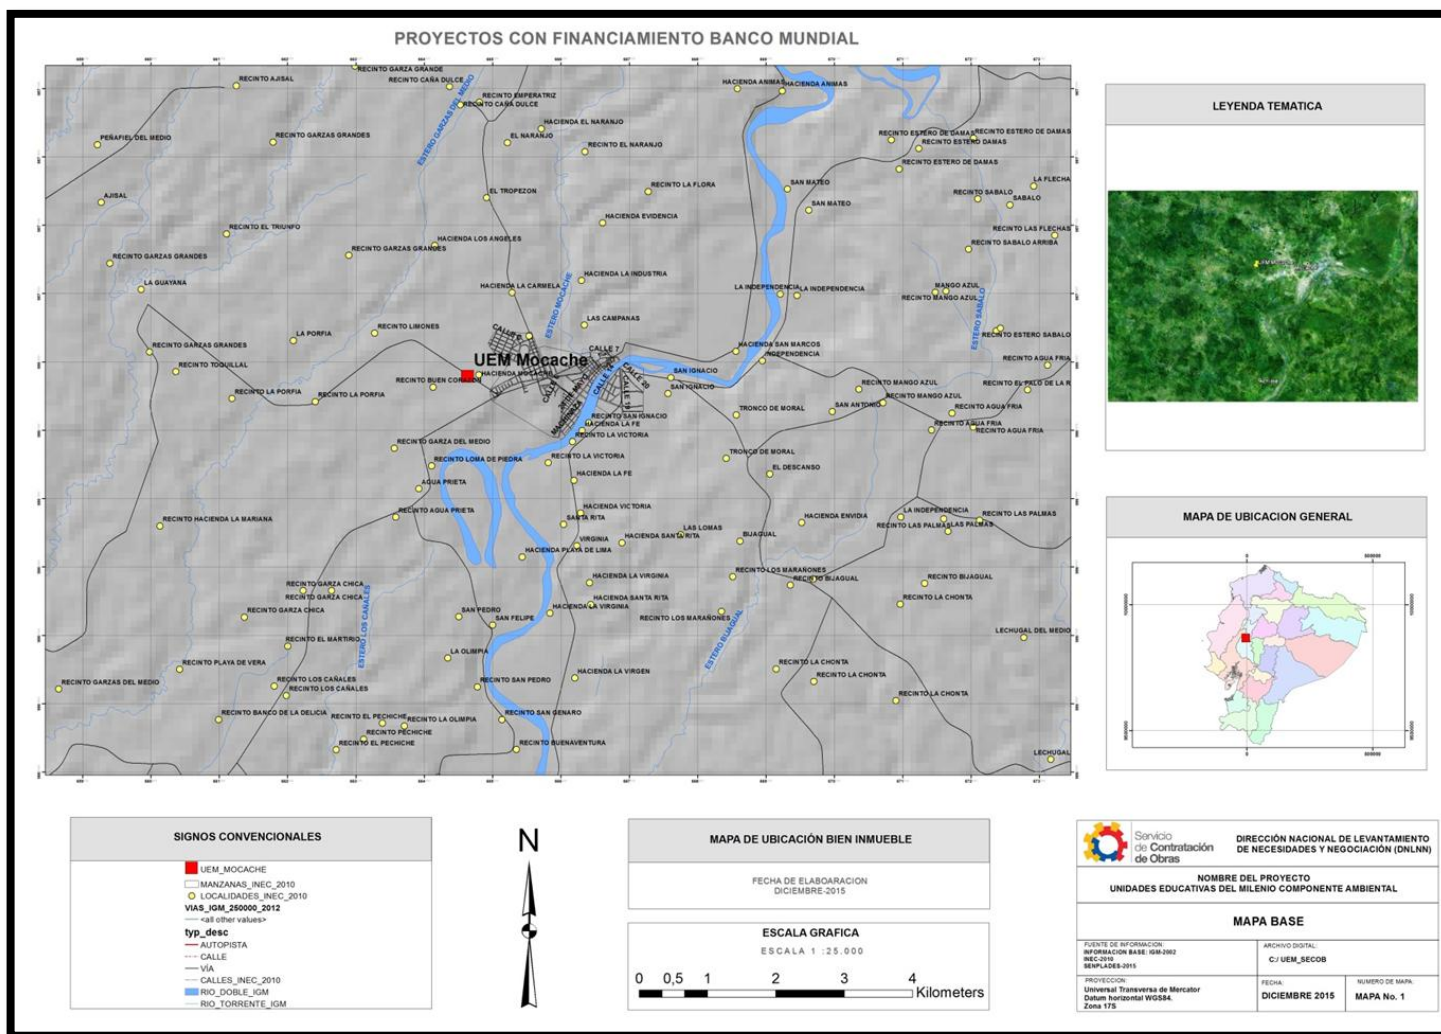 PROYECTOS CON FINANCIAMIENTO BANCO MUNDIAL
RECINTO GARZA GRANDE
RECINTO AJISAL
RECINTO CAÑA DULCE
RECINTO EMPERATRIZ
RECINTO CAÑA DULCE
HACIENDA ANIMAS
HACIENDA ANIMAS
ESTERO GARZAS DEL MEDIO
PEÑAFIEL DEL MEDIO
RECINTO GARZAS GRANDES
HACIENDA EL NARANJO
EL NARANJO
RECINTO EL NARANJO
RECINTO ESTERO DE DAMAS
RECINTO ESTERO DE DAMAS
RECINTO ESTERO DAMAS
RECINTO ESTERO DE DAMAS
AJISAL
EL TROPEZON
RECINTO LA FLORA
SAN MATEO
SAN MATEO
LA FLECHA
RECINTO SABALO
SABALO
HACIENDA EVIDENCIA
RECINTO EL TRIUNFO
HACIENDA LOS ANGELES
RECINTO LAS FLECHAS
RECINTO SABALO ARRIBA
RECINTO GARZAS GRANDES
RECINTO GARZAS GRANDES
LA GUAYANA
HACIENDA LA INDUSTRIA
HACIENDA LA CARMELA
ESTERO MOCACHE
LA INDEPENDENCIA
LA INDEPENDENCIA
MANGO AZUL
RECINTO MANGO AZUL
ESTERO SABALO
LAS CAMPANAS
RECINTO ESTERO SABALO
LA PORFIA
RECINTO LIMONES
RECINTO GARZAS GRANDES
CALLE 7
HACIENDA SAN MARCOS
INDEPENDENCIA
RECINTO AGUA FRIA
UEM Mocache
RECINTO TOQUILLAL
HACIENDA MOCACHE
RECINTO BUEN CORAZON
CALLE 14
CALLE 20
CALLE 19
SAN IGNACIO
SAN IGNACIO
RECINTO EL PALO DE LA R
RECINTO MANGO AZUL
RECINTO MANGO AZUL
RECINTO LA PORFIA
RECINTO LA PORFIA
TRONCO DE MORAL
SAN ANTONIO
RECINTO AGUA FRIA
RECINTO SAN IGNACIO
HACIENDA LA FE
RECINTO AGUA FRIA
RECINTO AGUA FRIA
RECINTO LA VICTORIA
RECINTO GARZA DEL MEDIO
RECINTO LOMA DE PIEDRA
RECINTO LA VICTORIA
TRONCO DE MORAL
EL DESCANSO
HACIENDA LA FE
AGUA PRIETA
RECINTO AGUA PRIETA
HACIENDA VICTORIA
SANTA RITA
RECINTO HACIENDA LA MARIANA
LAS LOMAS
HACIENDA ENVIDIA
LA INDEPENDENCIA
RECINTO LAS PALMAS
RECINTO LAS PALMAS
LAS PALMAS
VIRGINIA
HACIENDA SANTA RITA
BIJAGUAL
HACIENDA PLAYA DE LIMA
RECINTO LOS MARAÑONES
RECINTO BIJAGUAL
RECINTO BIJAGUAL
RECINTO GARZA CHICA
RECINTO GARZA CHICA
RECINTO GARZA CHICA
ESTERO LOS CAÑALES
HACIENDA LA VIRGINIA
HACIENDA SANTA RITA
HACIENDA LA VIRGINIA
SAN PEDRO
SAN FELIPE
RECINTO LOS MARAÑONES
RECINTO LA CHONTA
ESTERO BIJAGUAL
LECHUGAL DEL MEDIO
RECINTO EL MARTIRIO
LA OLIMPIA
RECINTO PLAYA DE VERA
HACIENDA LA VIRGEN
RECINTO LA CHONTA
RECINTO LA CHONTA
RECINTO GARZAS DEL MEDIO
RECINTO LOS CAÑALES
RECINTO LOS CAÑALES
RECINTO SAN PEDRO
RECINTO LA CHONTA
RECINTO BANCO DE LA DELICIA
RECINTO EL PECHICHE
RECINTO LA OLIMPIA
RECINTO SAN GENARO
RECINTO PECHICHE
RECINTO EL PECHICHE
RECINTO BUENAVENTURA
LECHUGAL
LEYENDA TEMATICA
MAPA DE UBICACION GENERAL
SIGNOS CONVENCIONALES
UEM_MOCACHE
MANZANAS_INEC_2010
LOCALIDADES_INEC_2010
VIAS_IGM_250000_2012
<all other values>
typ_desc
AUTOPISTA
CALLE
VÍA
CALLES_INEC_2010
RIO_DOBLE_IGM
RIO_TORRENTE_IGM
N
MAPA DE UBICACIÓN BIEN INMUEBLE
FECHA DE ELABOARACION
DICIEMBRE-2015
ESCALA GRAFICA
ESCALA 1 :25.000
0 0,5 1 2 3 4
Kilometers
Servicio
de Contratación
de Obras
DIRECCIÓN NACIONAL DE LEVANTAMIENTO
DE NECESIDADES Y NEGOCIACIÓN (DNLNN)
NOMBRE DEL PROYECTO
UNIDADES EDUCATIVAS DEL MILENIO COMPONENTE AMBIENTAL
MAPA BASE
FUENTE DE INFORMACION:
INFORMACION BASE: IGM-2002
INEC-2010
SENPLADES-2015
ARCHIVO DIGITAL:
C:/ UEM_SECOB
PROYECCION:
Universal Transversa de Mercator
Datum horizontal WGS84.
Zona 17S
FECHA:
DICIEMBRE 2015
NUMERO DE MAPA:
MAPA No. 1